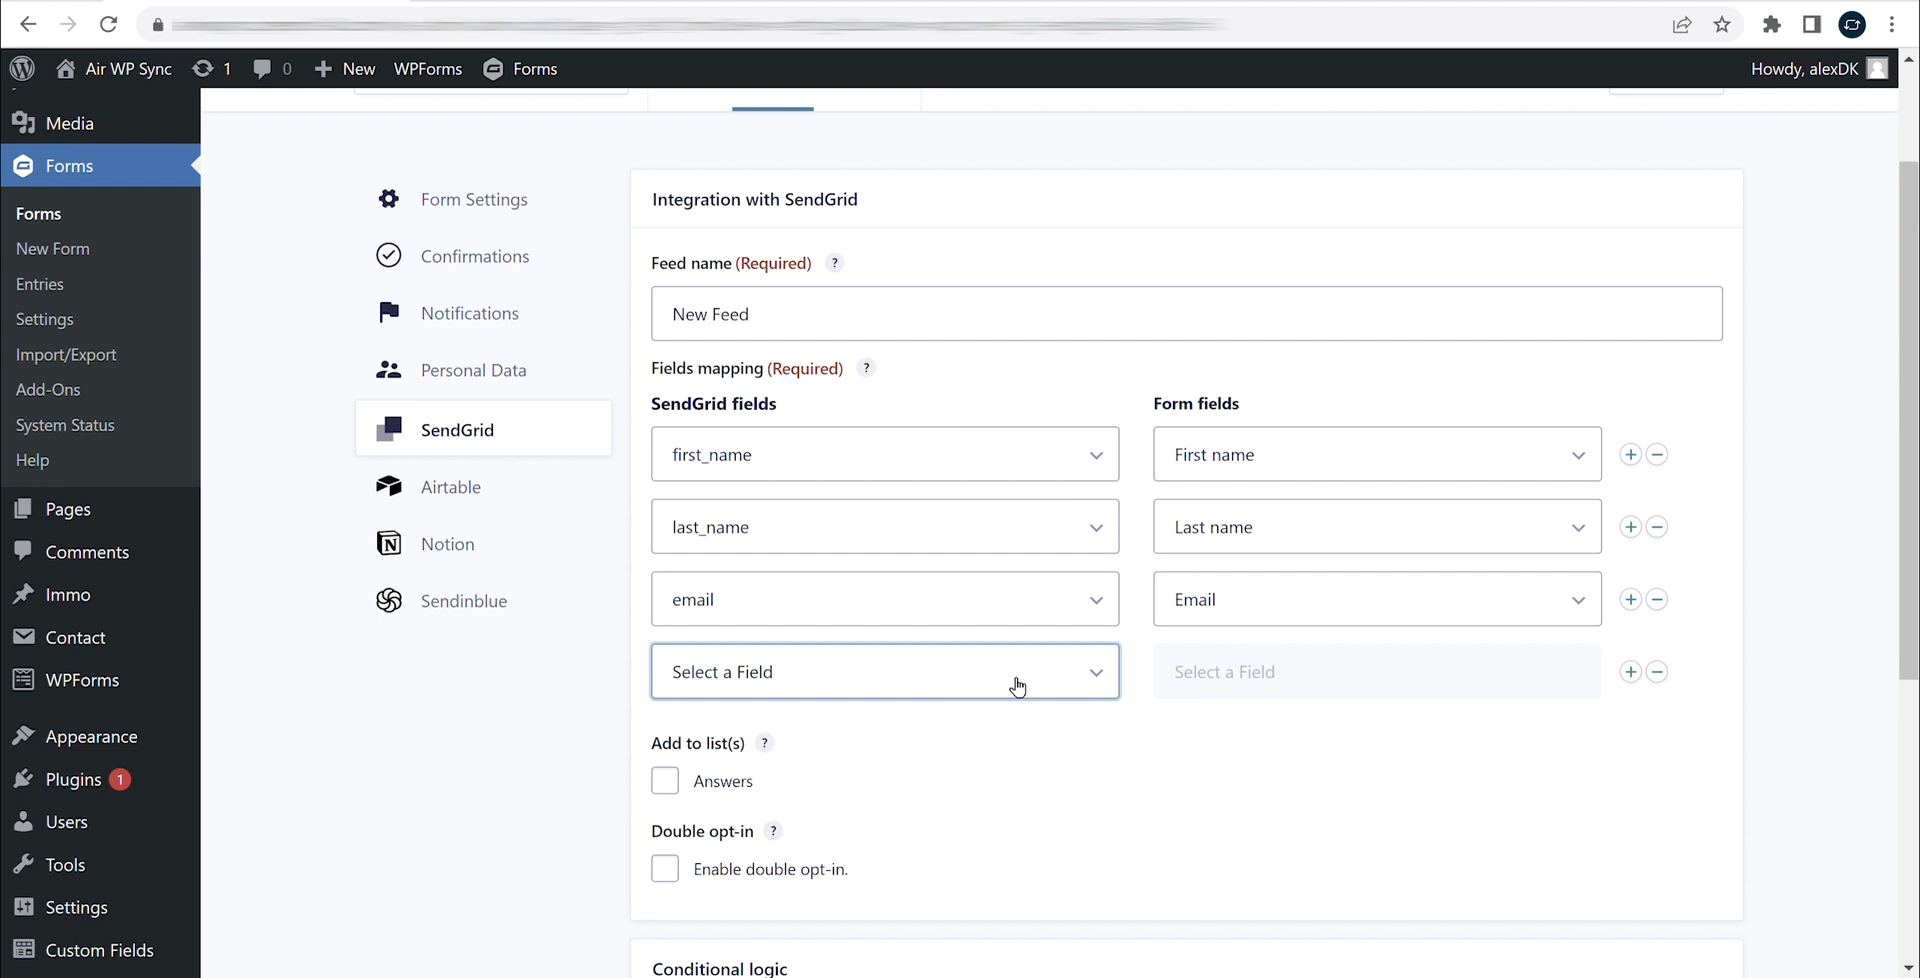 Air WP Sync 1 0 New WPForms Forms Howdy, alexDK
Media
Forms
Forms
New Form
Entries
Settings
Import/Export
Add-Ons
System Status
Help
Pages
Comments
Immo
Contact
WPForms
Appearance
Plugins 1
Users
Tools
Settings
Custom Fields
Form Settings
Confirmations
Notifications
Personal Data
SendGrid
Airtable
Notion
Sendinblue
Integration with SendGrid
Feed name (Required) ?
New Feed
Fields mapping (Required) ?
SendGrid fields Form fields
first_name First name
last_name Last name
email Email
Select a Field Select a Field
Add to list(s) ?
Answers
Double opt-in ?
Enable double opt-in.
Conditional logic